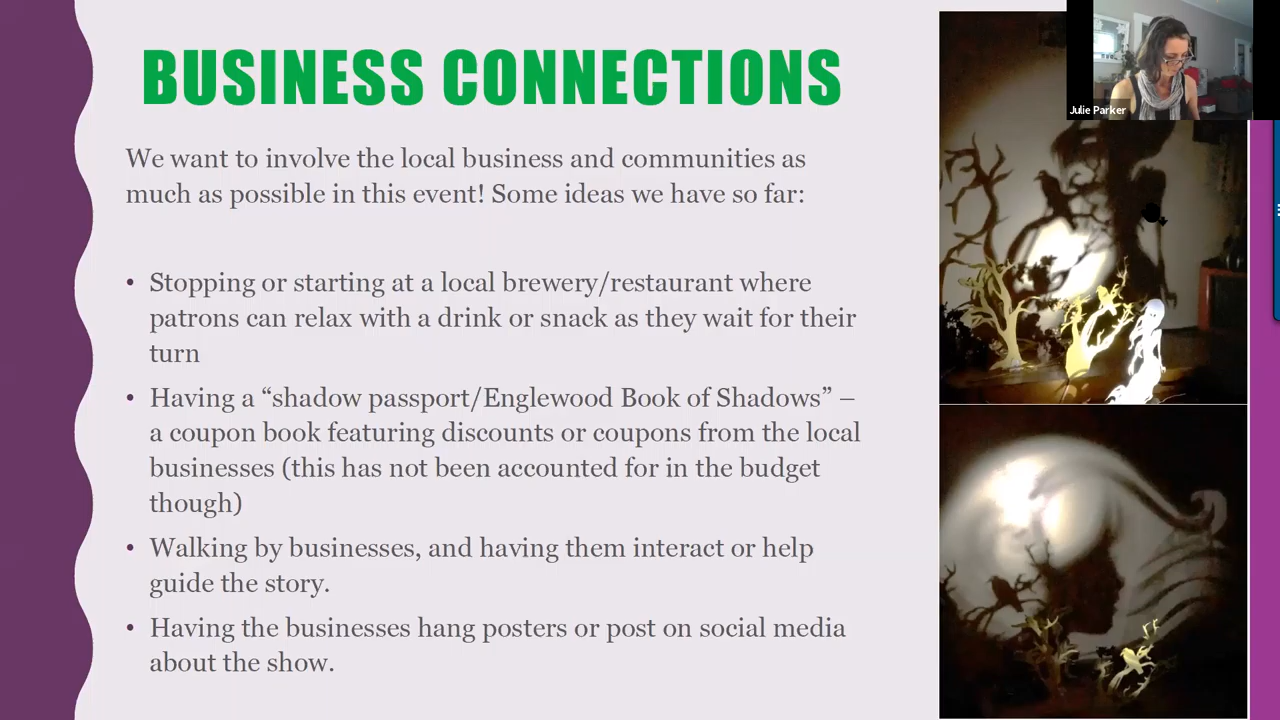 BUSINESS CONNECTIONS
Julie Parker
We want to involve the local business and communities as
much as possible in this event! Some ideas we have so far:
• Stopping or starting at a local brewery/restaurant where
patrons can relax with a drink or snack as they wait for their
turn
• Having a “shadow passport/Englewood Book of Shadows” –
a coupon book featuring discounts or coupons from the local
businesses (this has not been accounted for in the budget
though)
• Walking by businesses, and having them interact or help
guide the story.
• Having the businesses hang posters or post on social media
about the show.